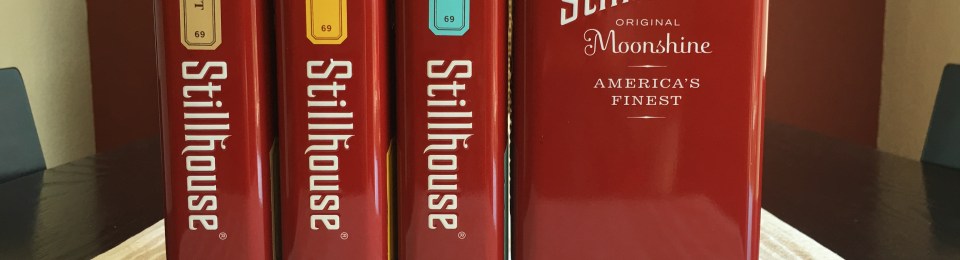 69
Stillhouse®
69
Stillhouse®
69
Stillhouse®
ORIGINAL
Moonshine
AMERICA'S
FINEST